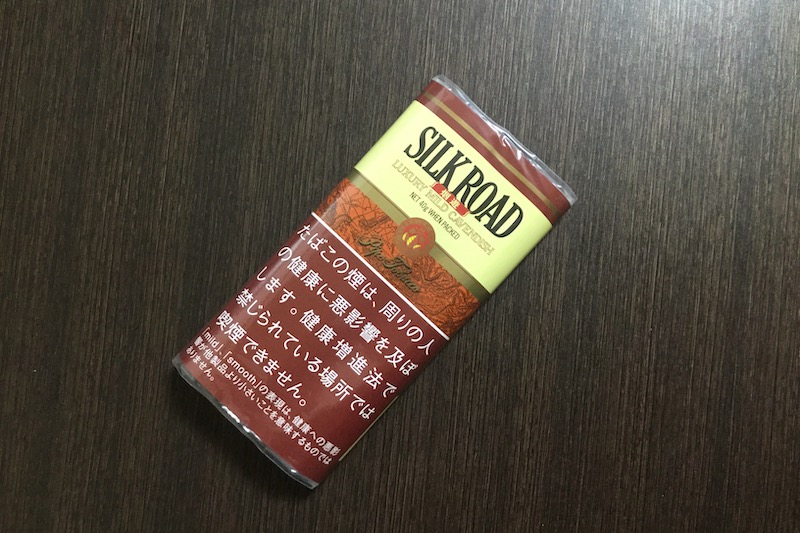 SILKROAD
LUXURY MILD CAVENDISH
NET 40g WHEN PACKED
Pipe Tobacco
たばこの煙は、周りの人
の健康に悪影響を及ぼ
します。健康増進法で
禁じられている場所では
喫煙できません。
「mild」、「smooth」の表現は、健康への悪影
響が他製品より小さいことを意味するものでは
ありません。